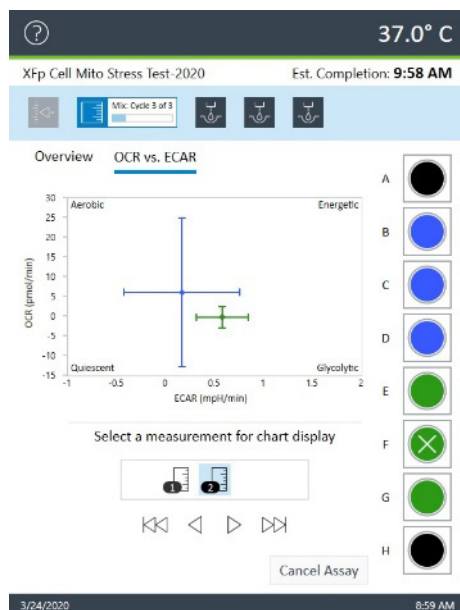 ?
37.0° C
XFp Cell Mito Stress Test-2020
Est. Completion: 9:58 AM
Mix: Cycle 3 of 3
Overview
OCR vs. ECAR
Aerobic
Energetic
30
25
20
15
10
5
0
-5
-10
-15
OCR (pmol/min)
Quiescent
Glycolytic
-1
-0.5
0
0.5
1
1.5
2
ECAR (mpH/min)
A
B
C
D
E
F
G
H
Select a measurement for chart display
1
2
Cancel Assay
3/24/2020
8:59 AM